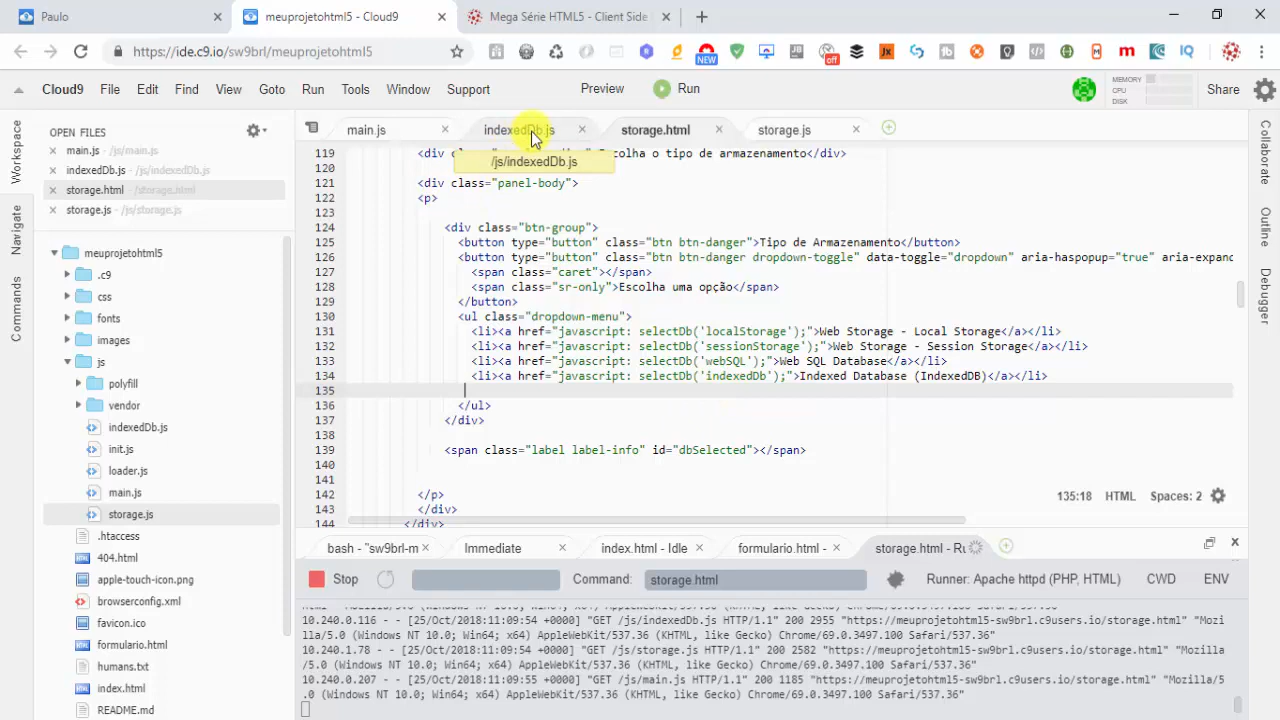 Paulo
meuprojetohtml5 - Cloud9
Mega Série HTML5 - Client Side
https://ide.c9.io/sw9brl/meuprojetohtml5
NEW
off
Cloud9 File Edit Find View Goto Run Tools Window Support Preview Run
MEMORY
CPU
DISK
Share
Workspace
Navigate
Commands
OPEN FILES
main.js /js/main.js
indexedDb.js /js/indexedDb.js
storage.html /storage.html
storage.js /js/storage.js
meuprojetohtml5
.c9
css
fonts
images
js
polyfill
vendor
indexedDb.js
init.js
loader.js
main.js
storage.js
.htaccess
404.html
apple-touch-icon.png
browserconfig.xml
favicon.ico
formulario.html
humans.txt
index.html
README.md
main.js indexedDb.js storage.html storage.js
/js/indexedDb.js
119 <div colha o tipo de armazenamento</div>
120
121 <div class="panel-body">
122 <p>
123
124 <div class="btn-group">
125 <button type="button" class="btn btn-danger">Tipo de Armazenamento</button>
126 <button type="button" class="btn btn-danger dropdown-toggle" data-toggle="dropdown" aria-haspopup="true" aria-expand
127 <span class="caret"></span>
128 <span class="sr-only">Escolha uma opção</span>
129 </button>
130 <ul class="dropdown-menu">
131 <li><a href="javascript: selectDb('localStorage');">Web Storage - Local Storage</a></li>
132 <li><a href="javascript: selectDb('sessionStorage');">Web Storage - Session Storage</a></li>
133 <li><a href="javascript: selectDb('webSQL');">Web SQL Database</a></li>
134 <li><a href="javascript: selectDb('indexedDb');">Indexed Database (IndexedDB)</a></li>
135
136 </ul>
137 </div>
138
139 <span class="label label-info" id="dbSelected"></span>
140
141
142 </p>
143 </div>
144 </div>
135:18 HTML Spaces: 2
Collaborate
Outline
Debugger
bash - "sw9brl-m Immediate index.html - Idle formulario.html - storage.html - Ru
Stop Command: storage.html Runner: Apache httpd (PHP, HTML) CWD ENV
10.240.0.116 - - [25/Oct/2018:11:09:54 +0000] "GET /js/indexedDb.js HTTP/1.1" 200 2955 "https://meuprojetohtml5-sw9brl.c9users.io/storage.html" "Mozi
lla/5.0 (Windows NT 10.0; Win64; x64) AppleWebKit/537.36 (KHTML, like Gecko) Chrome/69.0.3497.100 Safari/537.36"
10.240.1.78 - - [25/Oct/2018:11:09:54 +0000] "GET /js/storage.js HTTP/1.1" 200 2582 "https://meuprojetohtml5-sw9brl.c9users.io/storage.html" "Mozilla
/5.0 (Windows NT 10.0; Win64; x64) AppleWebKit/537.36 (KHTML, like Gecko) Chrome/69.0.3497.100 Safari/537.36"
10.240.0.207 - - [25/Oct/2018:11:09:55 +0000] "GET /js/main.js HTTP/1.1" 200 1185 "https://meuprojetohtml5-sw9brl.c9users.io/storage.html" "Mozilla/5
.0 (Windows NT 10.0; Win64; x64) AppleWebKit/537.36 (KHTML, like Gecko) Chrome/69.0.3497.100 Safari/537.36"